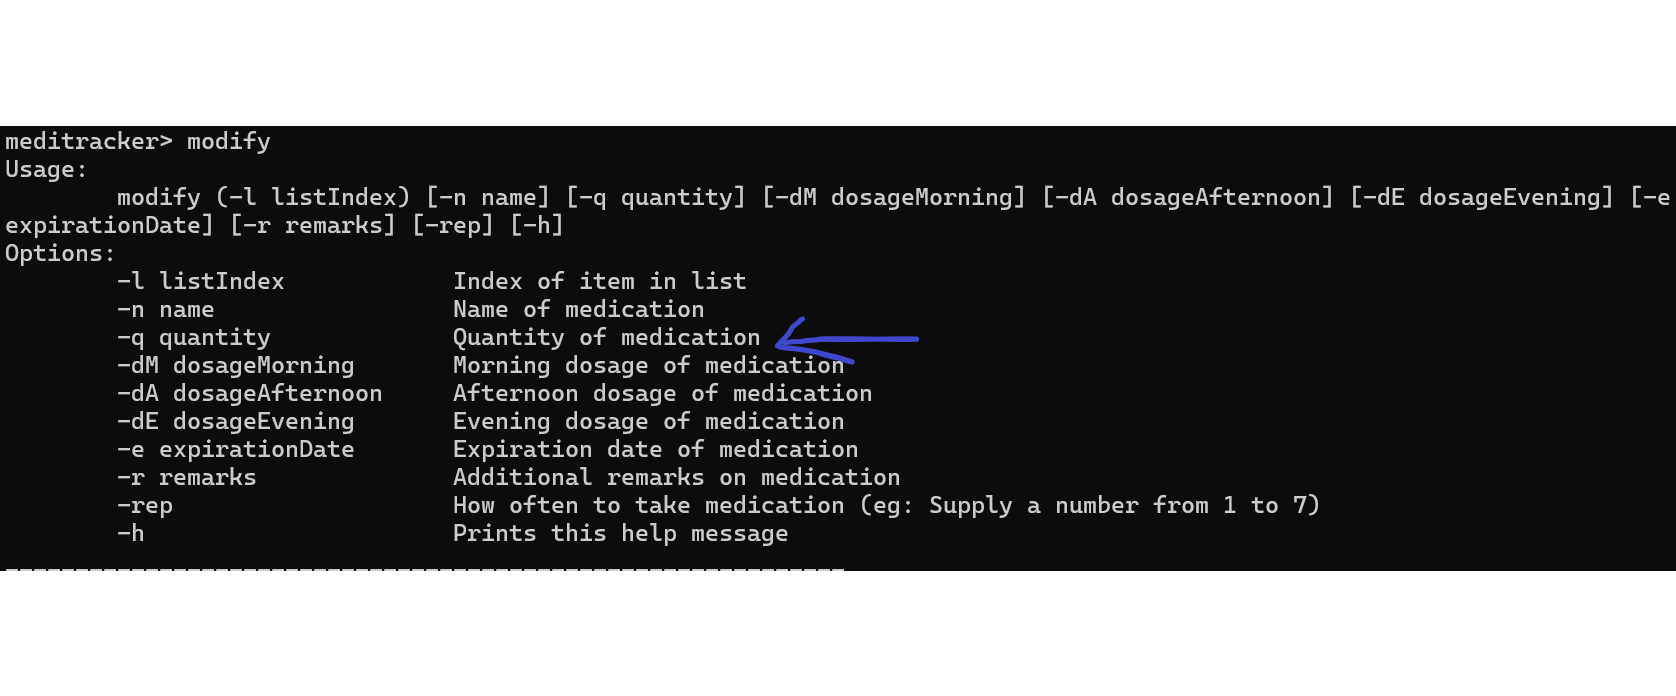 meditracker> modify
Usage:
modify (-l listIndex) [-n name] [-q quantity] [-dM dosageMorning] [-dA dosageAfternoon] [-dE dosageEvening] [-e
expirationDate] [-r remarks] [-rep] [-h]
Options:
-l listIndex Index of item in list
-n name Name of medication
-q quantity Quantity of medication
-dM dosageMorning Morning dosage of medication
-dA dosageAfternoon Afternoon dosage of medication
-dE dosageEvening Evening dosage of medication
-e expirationDate Expiration date of medication
-r remarks Additional remarks on medication
-rep How often to take medication (eg: Supply a number from 1 to 7)
-h Prints this help message